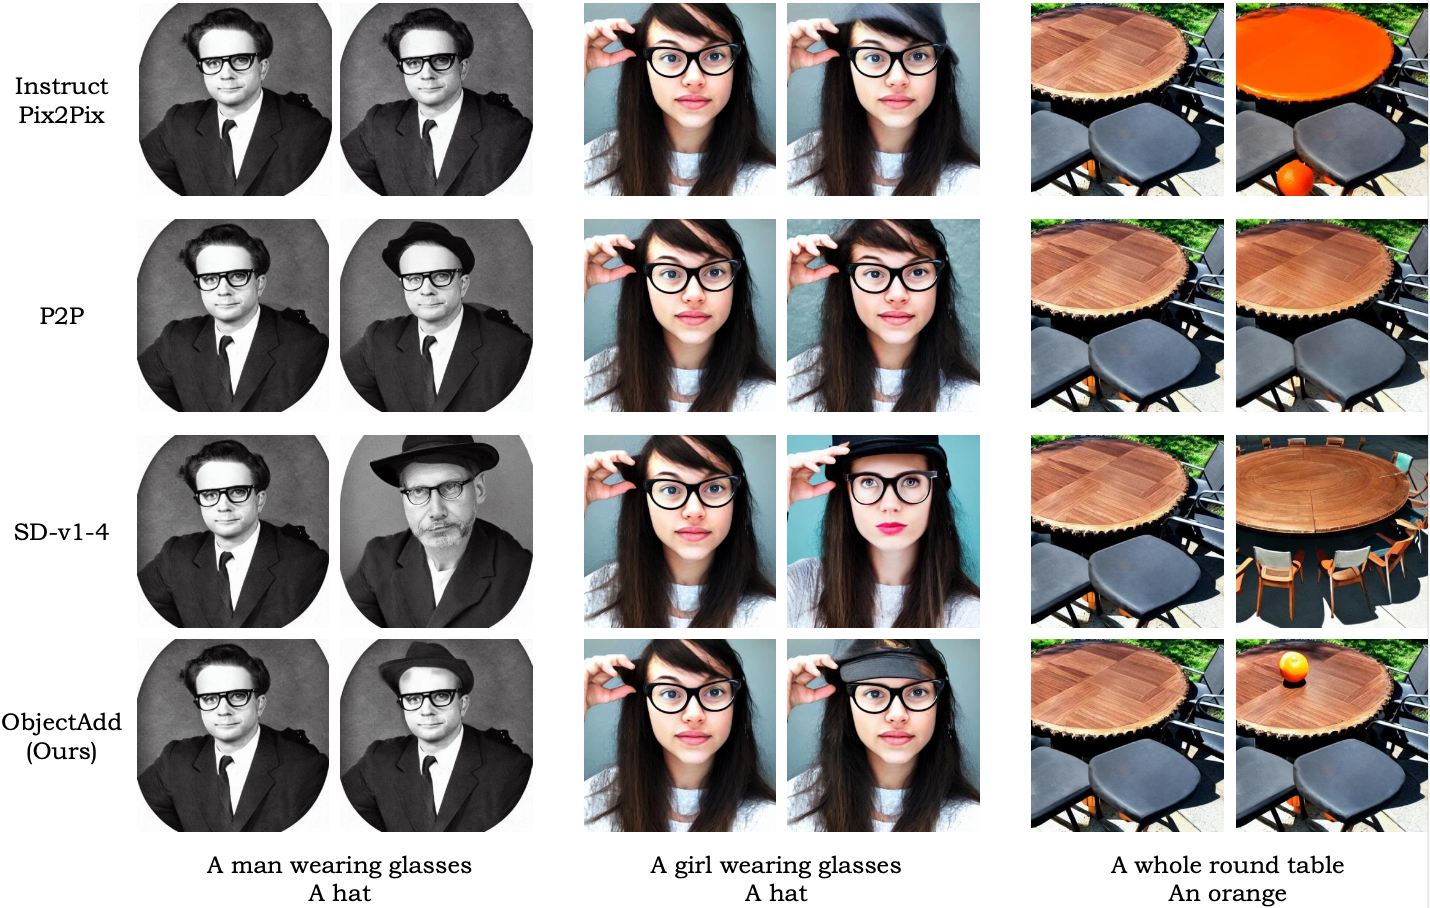 Instruct
Pix2Pix
P2P
SD-v1-4
ObjectAdd
(Ours)
A man wearing glasses
A hat
A girl wearing glasses
A hat
A whole round table
An orange